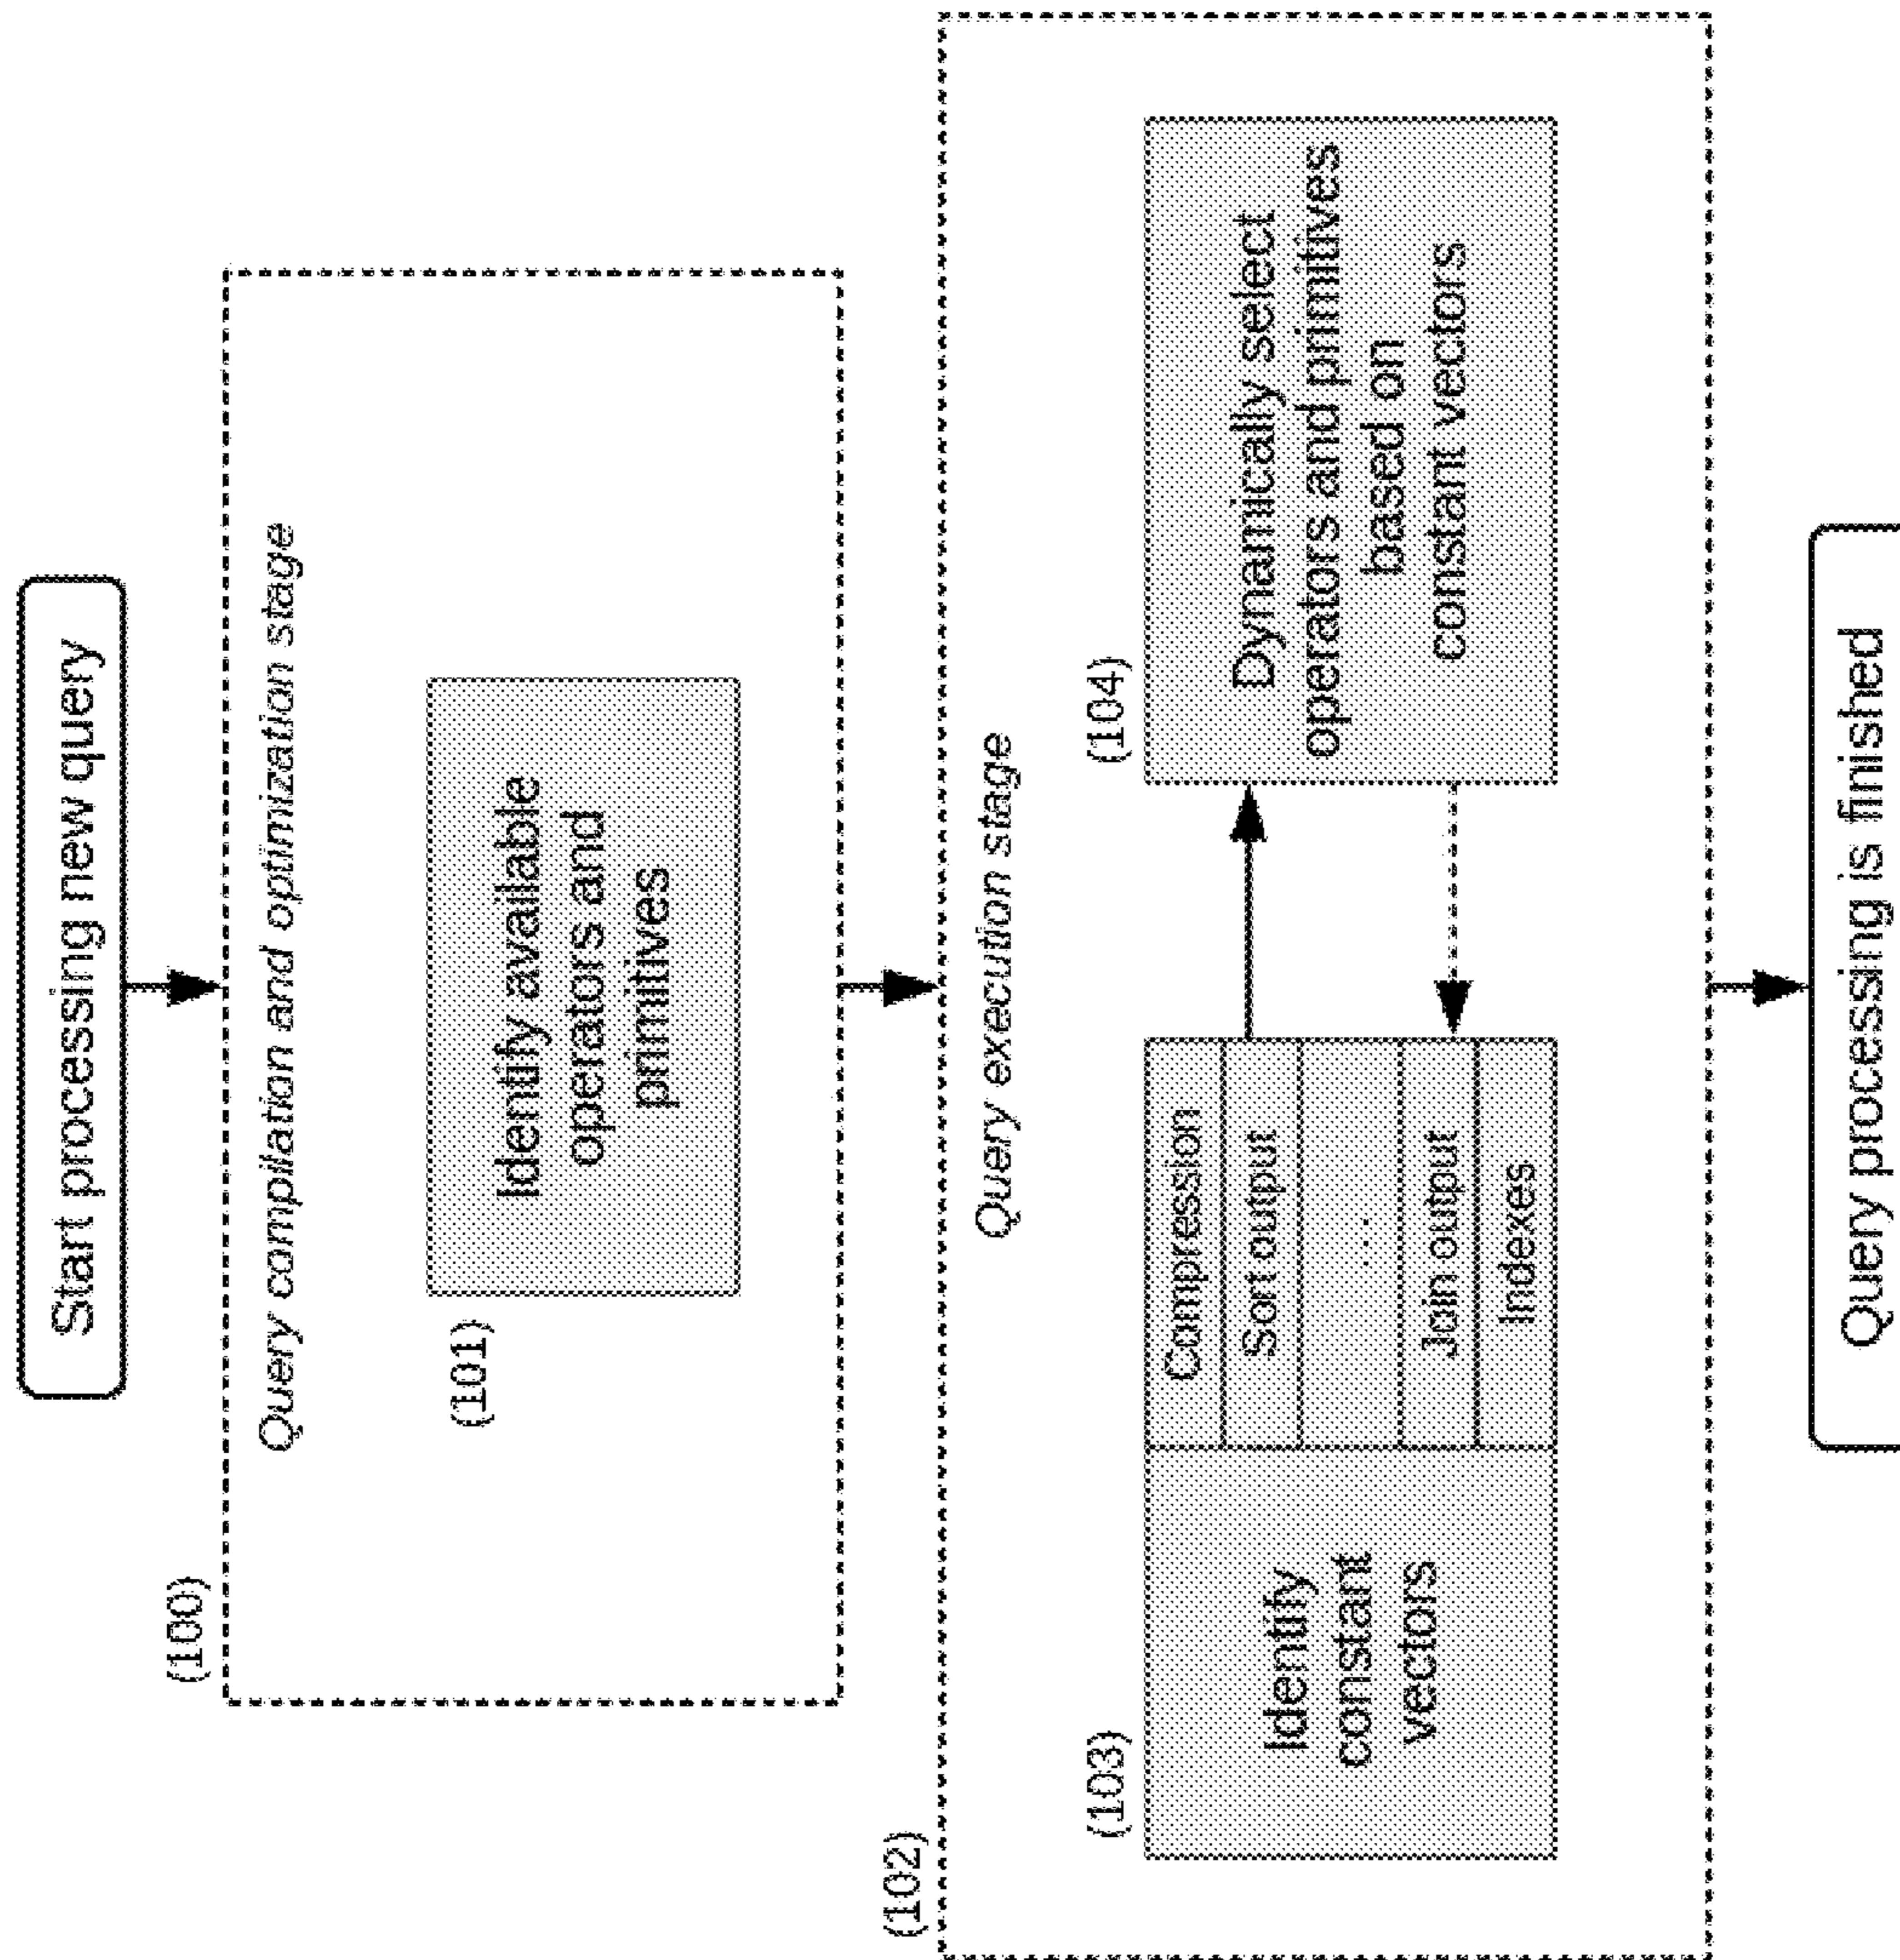 Start processing new query
(100)
Query compilation and optimization stage
(101)
Identify available
operators and
primitives
(102)
Query execution stage
(103)
Identify
constant
vectors
Compression
Sort output
...
Join output
Indexes
(104)
Dynamically select
operators and primitives
based on
constant vectors
Query processing is finished